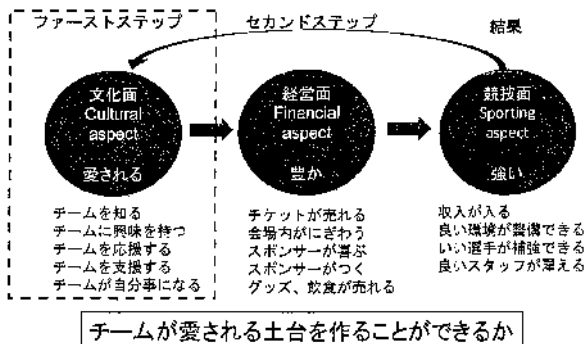 ファーストステップ
セカンドステップ
結果
文化面
Cultural
aspect
愛される
経営面
Financial
aspect
豊か
競技面
Sporting
aspect
強い
チームを知る
チームに興味を持つ
チームを応援する
チームを支援する
チームが自分事になる
チケットが売れる
会場内がにぎわう
スポンサーが喜ぶ
スポンサーがつく
グッズ、飲食が売れる
収入が入る
良い環境が整備できる
いい選手が補強できる
良いスタッフが雇える
チームが愛される土台を作ることができるか